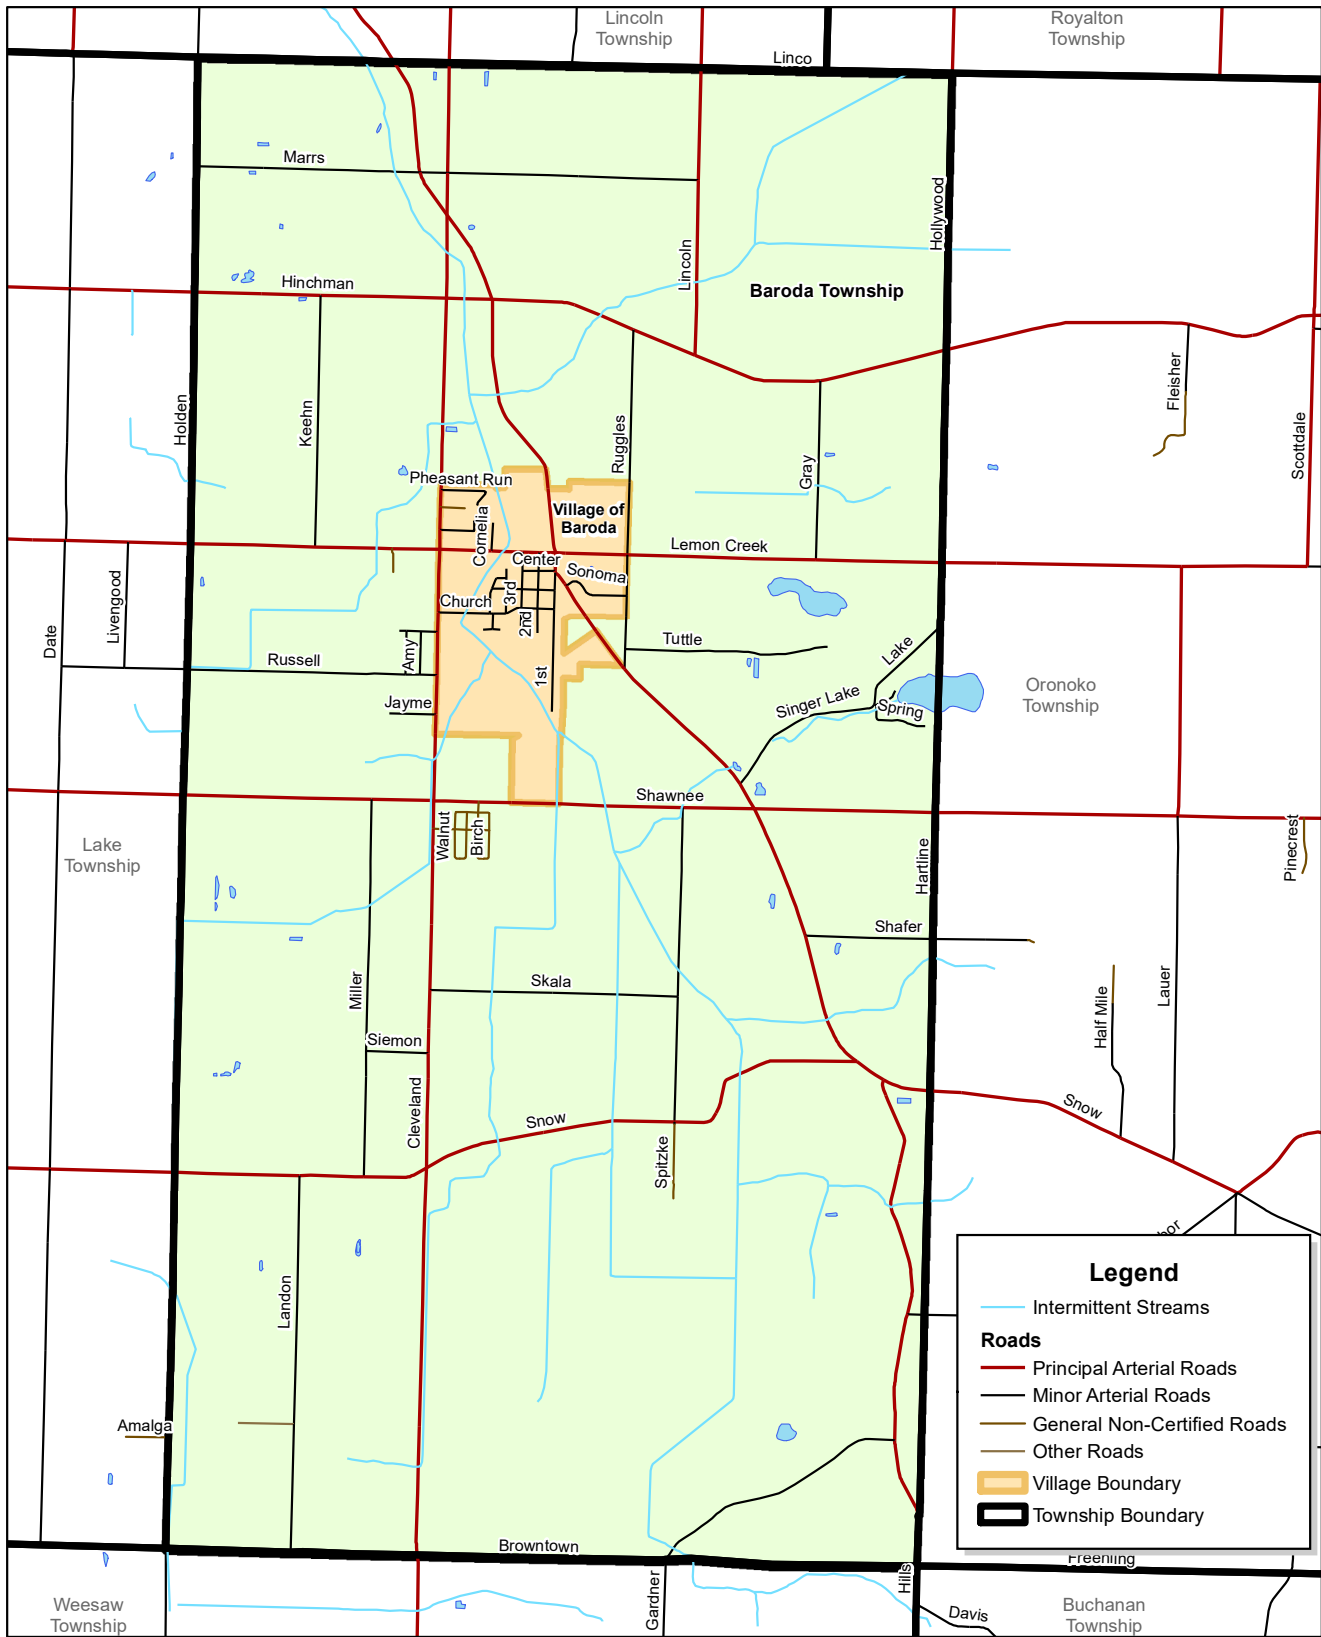 Lincoln
Township
Royalton
Township
Linco
Marrs
Hollywood
Lincoln
Hinchman
Baroda Township
Holden
Keehn
Ruggles
Gray
Fleisher
Scottdale
Pheasant Run
Village of
Baroda
Cornelia
Lemon Creek
Center
Sonoma
3rd
Church
2nd
Date
Livengood
Tuttle
Lake
Russell
Amy
1st
Oronoko
Township
Jayme
Singer Lake
Spring
Shawnee
Lake
Township
Walnut
Birch
Hartline
Pinecrest
Shafer
Miller
Skala
Lauer
Half Mile
Siemon
Cleveland
Snow
Snow
Spitzke
bor
Landon
Amalga
Legend
Intermittent Streams
Roads
Principal Arterial Roads
Minor Arterial Roads
General Non-Certified Roads
Other Roads
Village Boundary
Township Boundary
Browntown
Freehling
Hills
Gardner
Weesaw
Township
Davis
Buchanan
Township